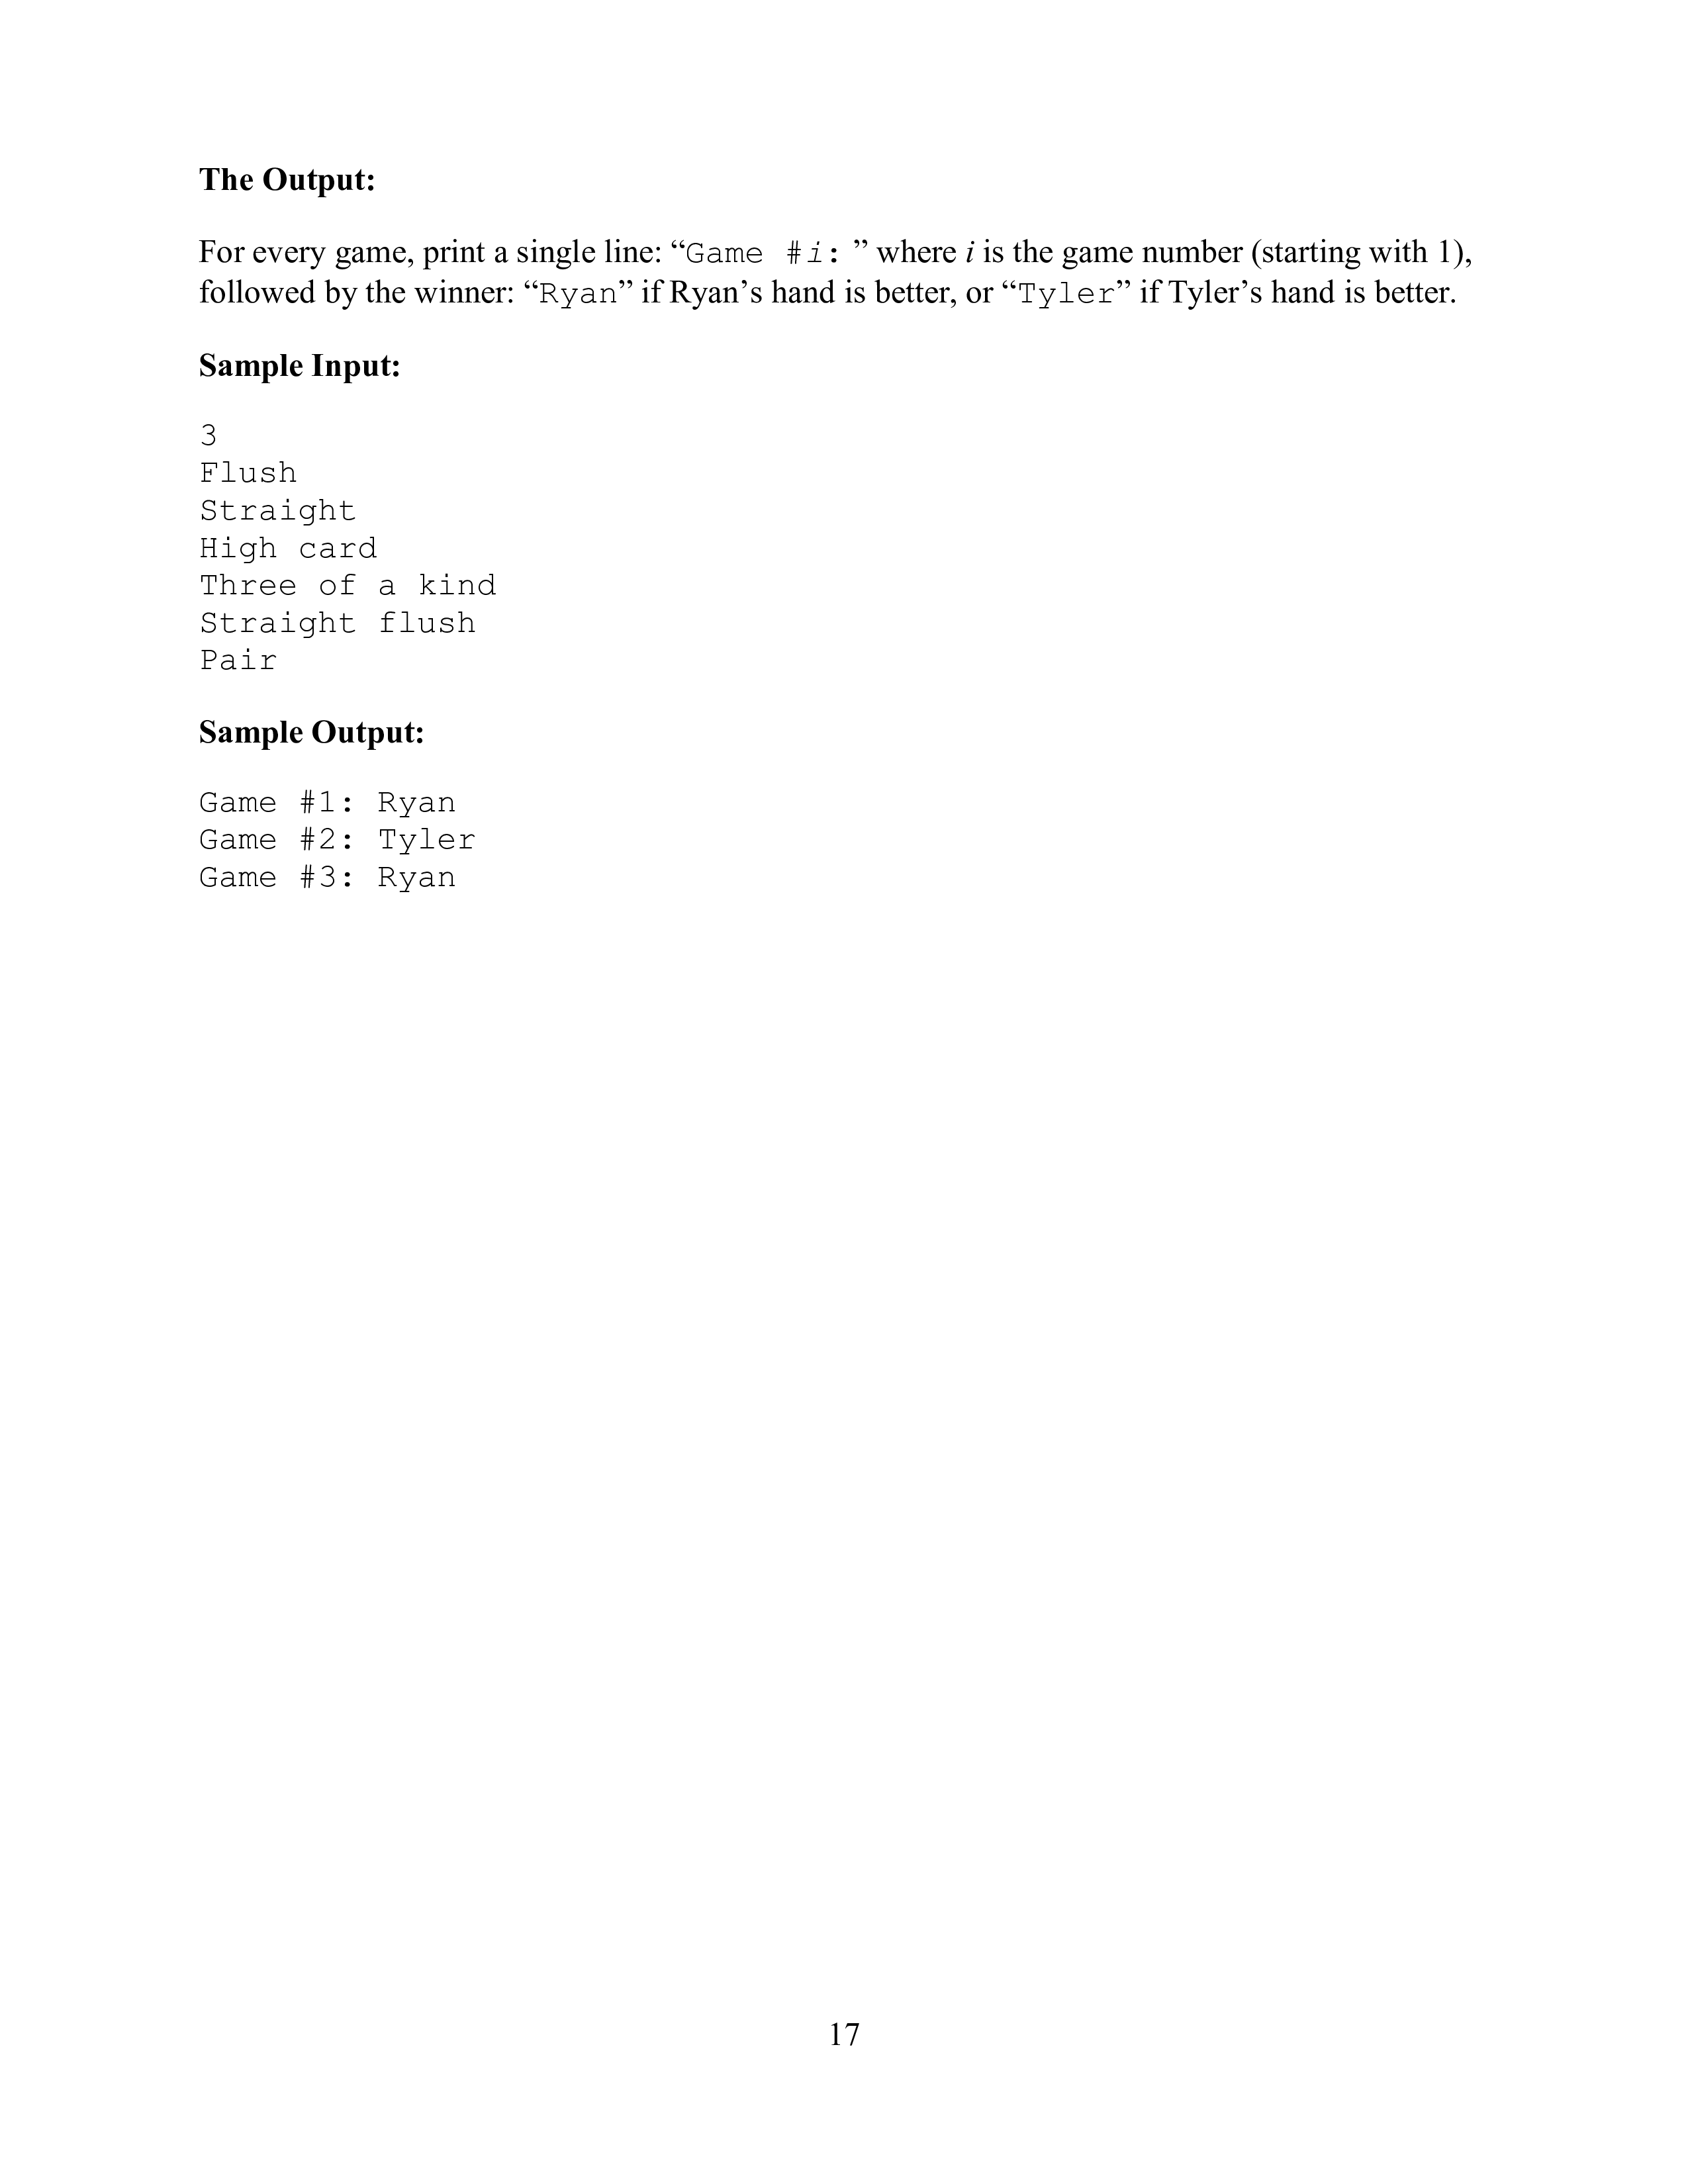 The Output:
For every game, print a single line: “Game #i: ” where i is the game number (starting with 1),
followed by the winner: “Ryan” if Ryan’s hand is better, or “Tyler” if Tyler’s hand is better.
Sample Input:
3
Flush
Straight
High card
Three of a kind
Straight flush
Pair
Sample Output:
Game #1: Ryan
Game #2: Tyler
Game #3: Ryan
17